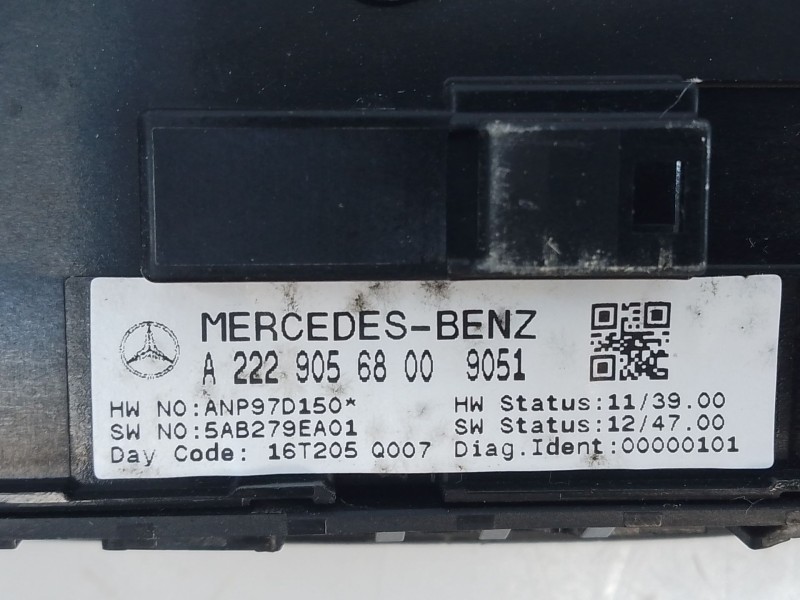 MERCEDES-BENZ
A 222 905 68 00 9051
HW NO:ANP97D150* HW Status:11/39.00
SW NO:5AB279EA01 SW Status:12/47.00
Day Code: 16T205 Q007 Diag.Ident:00000101